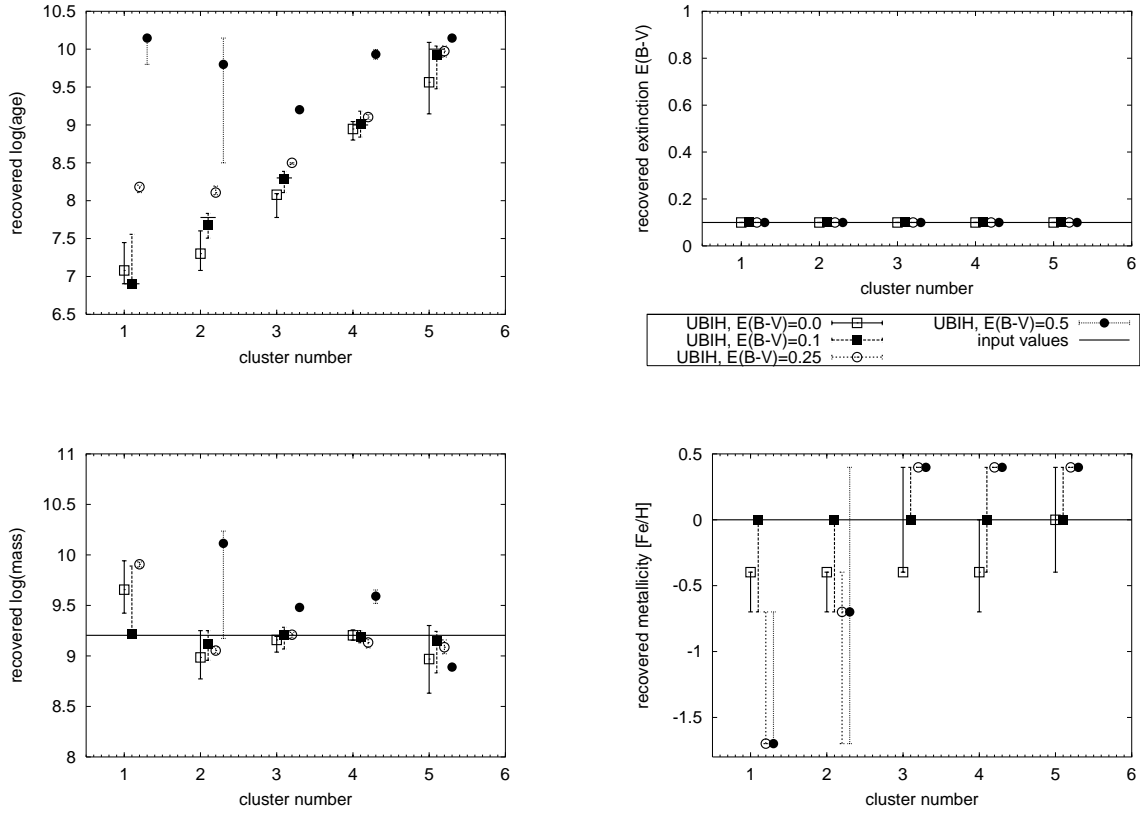 10.5
10
9.5
9
8.5
8
7.5
7
6.5
1 2 3 4 5 6
cluster number
recovered log(age)
1
0.8
0.6
0.4
0.2
0
1 2 3 4 5 6
cluster number
recovered extinction E(B-V)
UBIH, E(B-V)=0.0
UBIH, E(B-V)=0.1
UBIH, E(B-V)=0.25
UBIH, E(B-V)=0.5
input values
11
10.5
10
9.5
9
8.5
8
1 2 3 4 5 6
cluster number
recovered log(mass)
0.5
0
-0.5
-1
-1.5
1 2 3 4 5 6
cluster number
recovered metallicity [Fe/H]